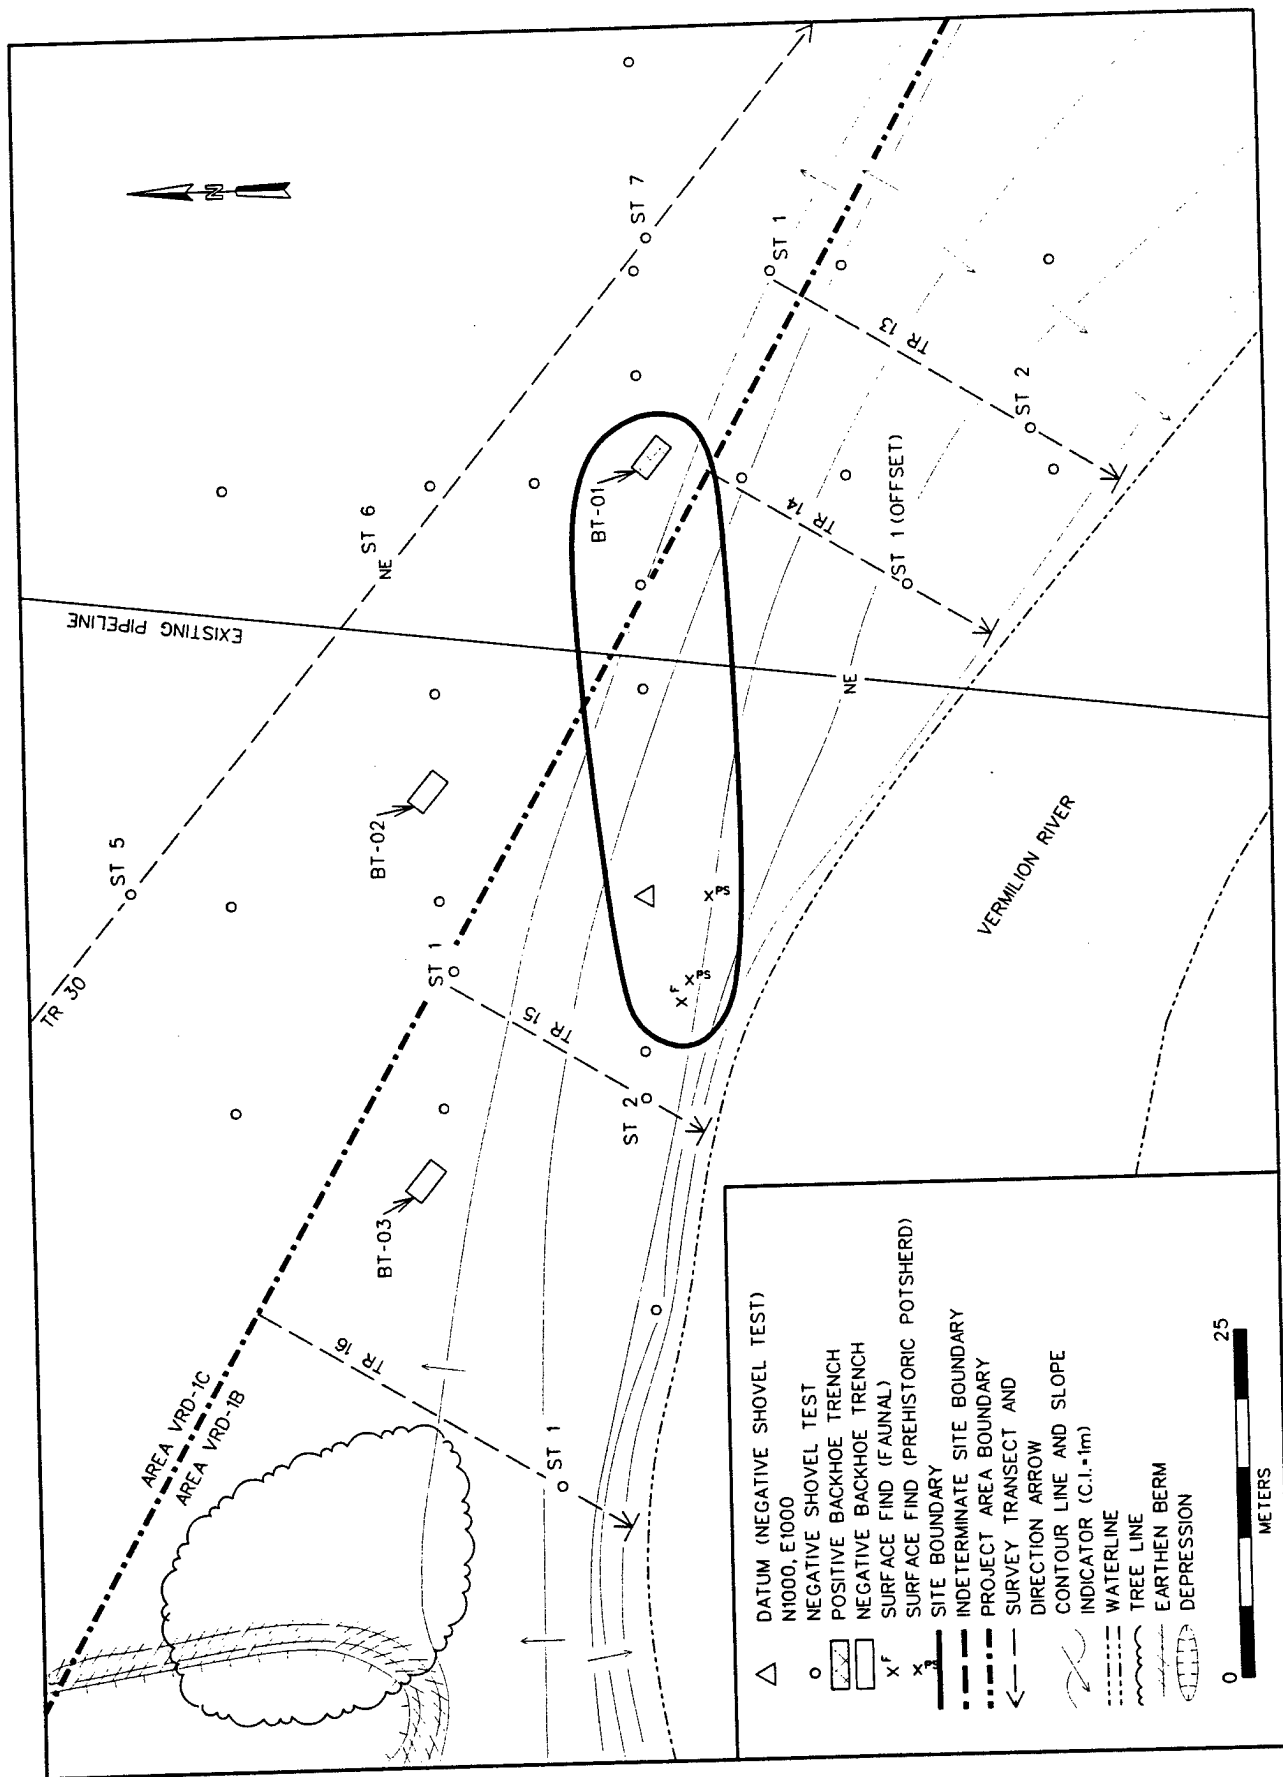 N
TR 30
ST 5
ST 6
NE
ST 7
EXISTING PIPELINE
BT-01
BT-02
BT-03
AREA VRD-1C
AREA VRD-1B
TR 16
ST 1
TR 15
ST 1
ST 2
TR 14
ST 1 (OFFSET)
TR 13
ST 1
ST 2
NE
F
PS
PS
VERMILION RIVER
DATUM (NEGATIVE SHOVEL TEST)
N1000, E1000
NEGATIVE SHOVEL TEST
POSITIVE BACKHOE TRENCH
NEGATIVE BACKHOE TRENCH
F
SURFACE FIND (FAUNAL)
PS
SURFACE FIND (PREHISTORIC POTSHERD)
SITE BOUNDARY
INDETERMINATE SITE BOUNDARY
PROJECT AREA BOUNDARY
SURVEY TRANSECT AND
DIRECTION ARROW
CONTOUR LINE AND SLOPE
INDICATOR (C.I.=1m)
WATERLINE
TREE LINE
EARTHEN BERM
DEPRESSION
0
25
METERS